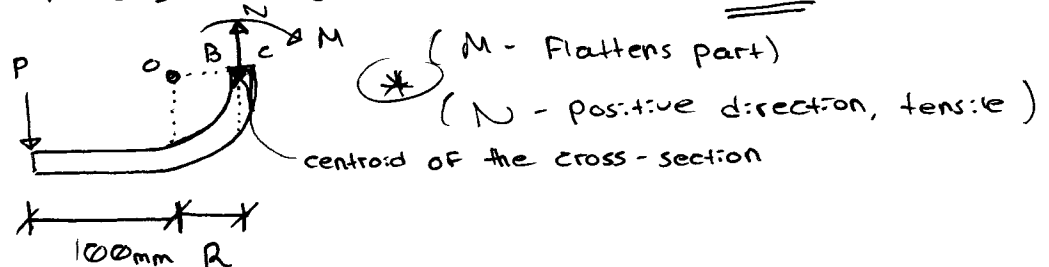 N
M
P
O
B
C
( M - Flattens part)
*
( N - positive direction, tensile )
centroid of the cross-section
100mm R